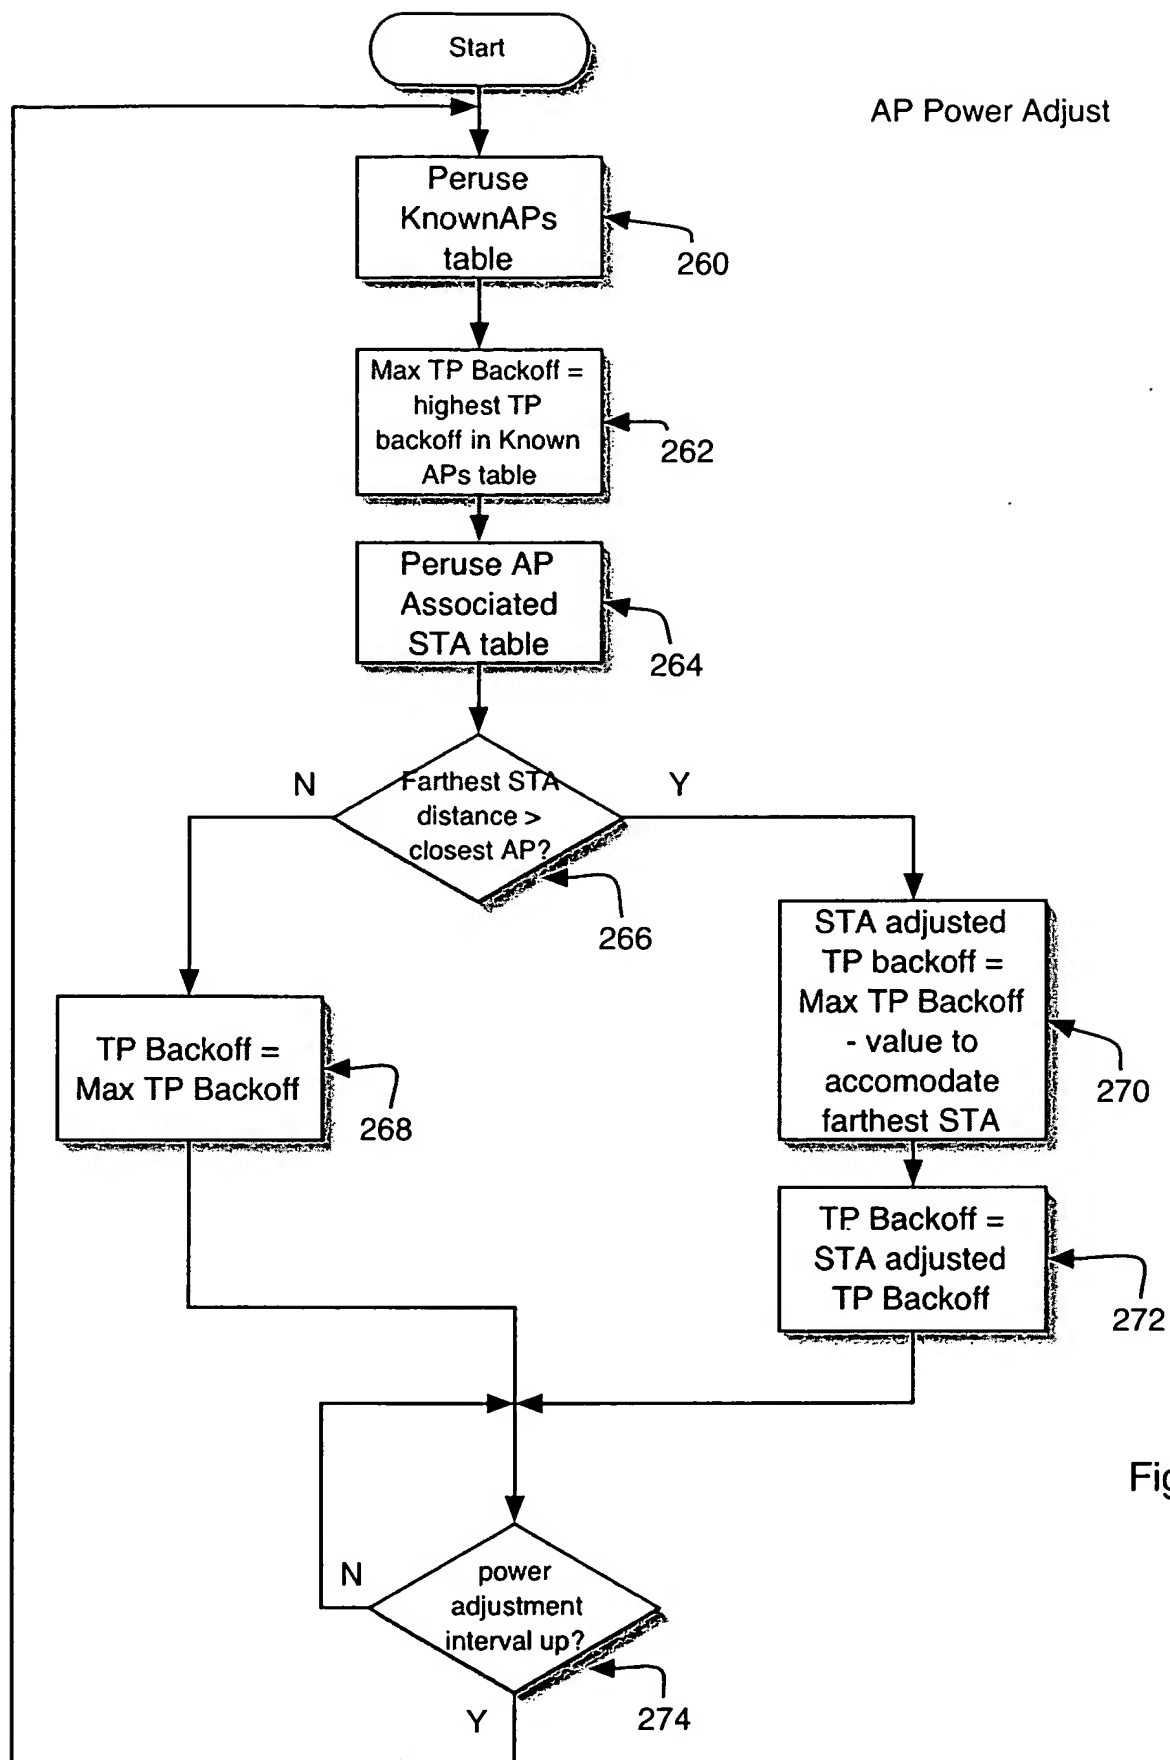 Start
AP Power Adjust
Peruse
KnownAPs
table
260
Max TP Backoff =
highest TP
backoff in Known
APs table
262
Peruse AP
Associated
STA table
264
N
Farthest STA
distance >
closest AP?
Y
266
STA adjusted
TP backoff =
Max TP Backoff
- value to
accomodate
farthest STA
270
TP Backoff =
Max TP Backoff
268
TP Backoff =
STA adjusted
TP Backoff
272
Fig
N
power
adjustment
interval up?
274
Y